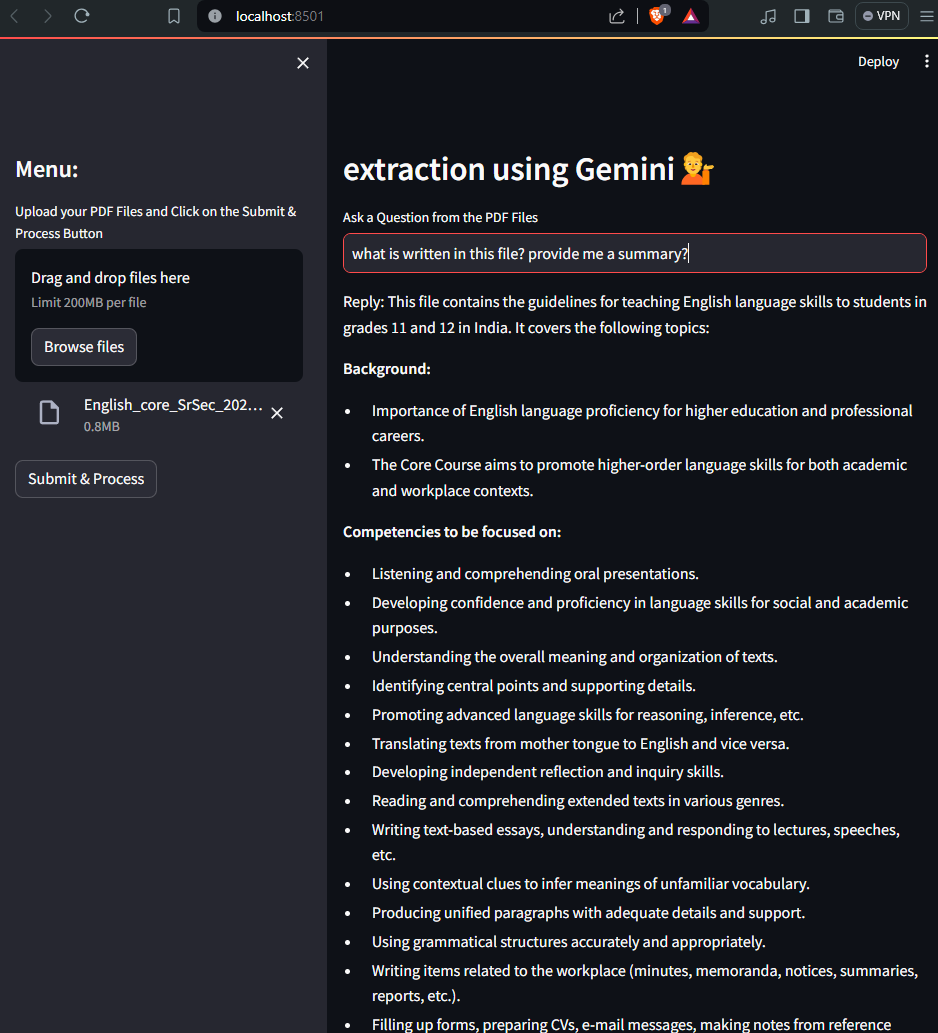 localhost:8501
1
VPN
Deploy
Menu:
Upload your PDF Files and Click on the Submit &
Process Button
Drag and drop files here
Limit 200MB per file
Browse files
English_core_SrSec_202...
0.8MB
Submit & Process
extraction using Gemini
Ask a Question from the PDF Files
what is written in this file? provide me a summary?
Reply: This file contains the guidelines for teaching English language skills to students in
grades 11 and 12 in India. It covers the following topics:
Background:
• Importance of English language proficiency for higher education and professional
careers.
• The Core Course aims to promote higher-order language skills for both academic
and workplace contexts.
Competencies to be focused on:
• Listening and comprehending oral presentations.
• Developing confidence and proficiency in language skills for social and academic
purposes.
• Understanding the overall meaning and organization of texts.
• Identifying central points and supporting details.
• Promoting advanced language skills for reasoning, inference, etc.
• Translating texts from mother tongue to English and vice versa.
• Developing independent reflection and inquiry skills.
• Reading and comprehending extended texts in various genres.
• Writing text-based essays, understanding and responding to lectures, speeches,
etc.
• Using contextual clues to infer meanings of unfamiliar vocabulary.
• Producing unified paragraphs with adequate details and support.
• Using grammatical structures accurately and appropriately.
• Writing items related to the workplace (minutes, memoranda, notices, summaries,
reports, etc.).
• Filling up forms, preparing CVs, e-mail messages, making notes from reference